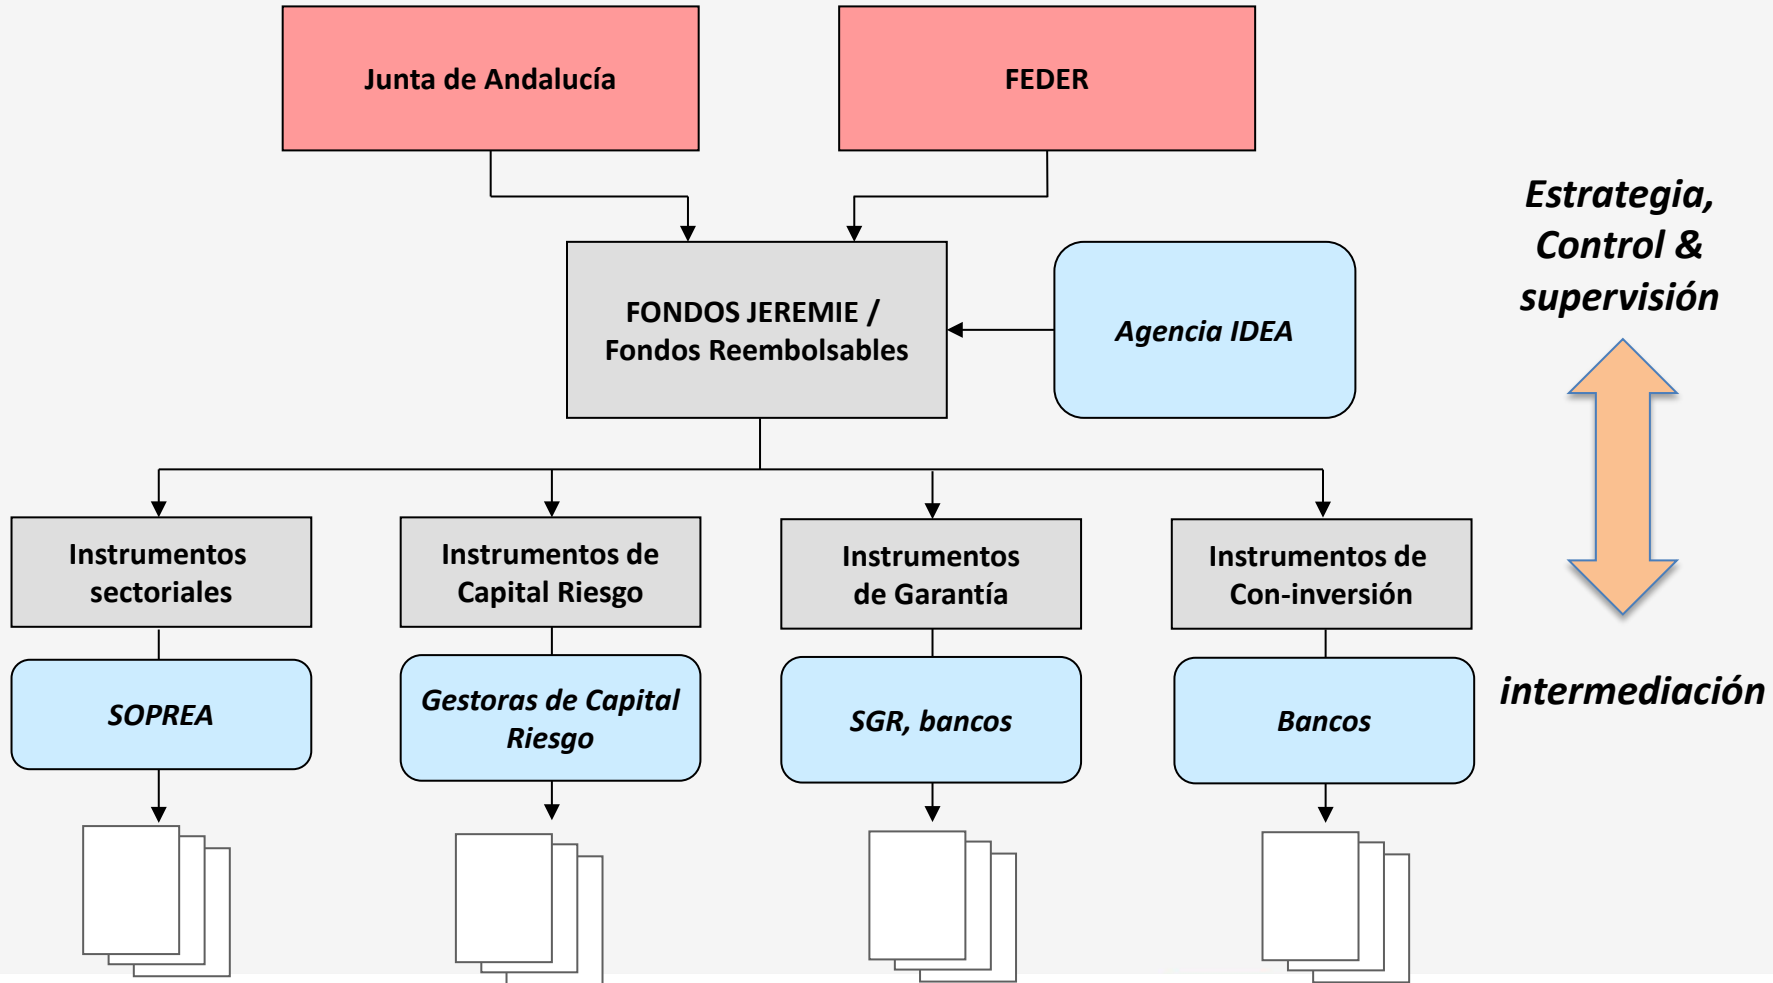 Junta de Andalucía
FEDER
Estrategia,
Control &
supervisión
FONDOS JEREMIE /
Fondos Reembolsables
Agencia IDEA
Instrumentos
sectoriales
Instrumentos de
Capital Riesgo
Instrumentos
de Garantía
Instrumentos de
Con-inversión
SOPREA
Gestoras de Capital
Riesgo
SGR, bancos
Bancos
intermediación